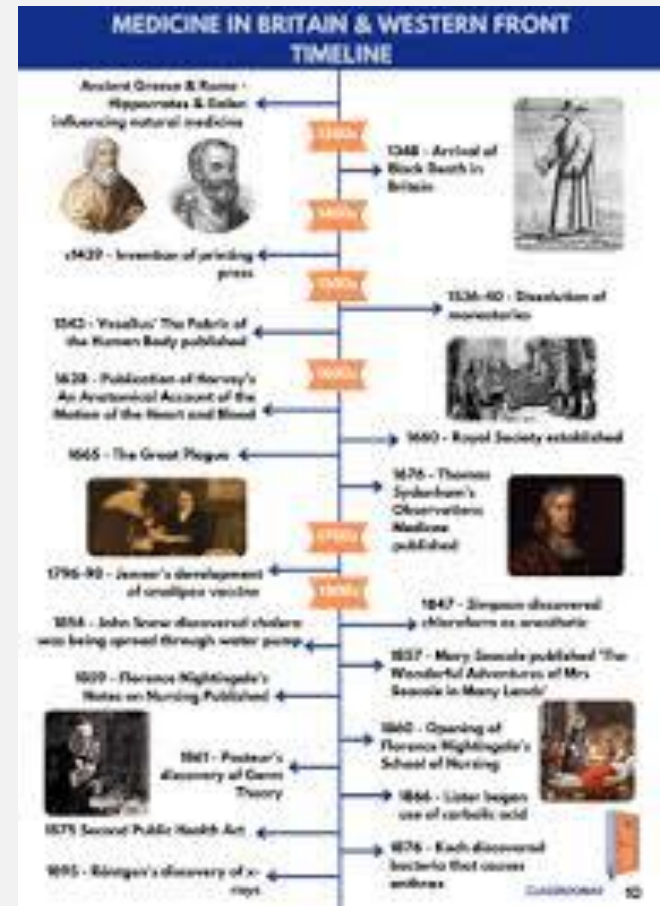 MEDICINE IN BRITAIN & WESTERN FRONT
TIMELINE
Ancient Greece & Rome -
Hippocrates & Galen
influencing natural medicine
1300s
1348 - Arrival of
Black Death in
Britain
1400s
c1439 - Invention of printing
press
1500s
1536-40 - Dissolution of
monasteries
1543 - Vesalius' The Fabric of
the Human Body published
1600s
1628 - Publication of Harvey's
An Anatomical Account of the
Motion of the Heart and Blood
1660 - Royal Society established
1665 - The Great Plague
1676 - Thomas
Sydenham's
Observationes
Medicae
published
1700s
1796-98 - Jenner's development
of smallpox vaccine
1800s
1847 - Simpson discovered
chloroform as anesthetic
1854 - John Snow discovered cholera
was being spread through water pump
1857 - Mary Seacole published 'The
Wonderful Adventures of Mrs
Seacole in Many Lands'
1859 - Florence Nightingale's
Notes on Nursing Published
1860 - Opening of
Florence Nightingale's
School of Nursing
1861 - Pasteur's
discovery of Germ
Theory
1866 - Lister began
use of carbolic acid
1875 Second Public Health Act
1876 - Koch discovered
bacteria that causes
anthrax
1895 - Röntgen's discovery of x-
rays
10